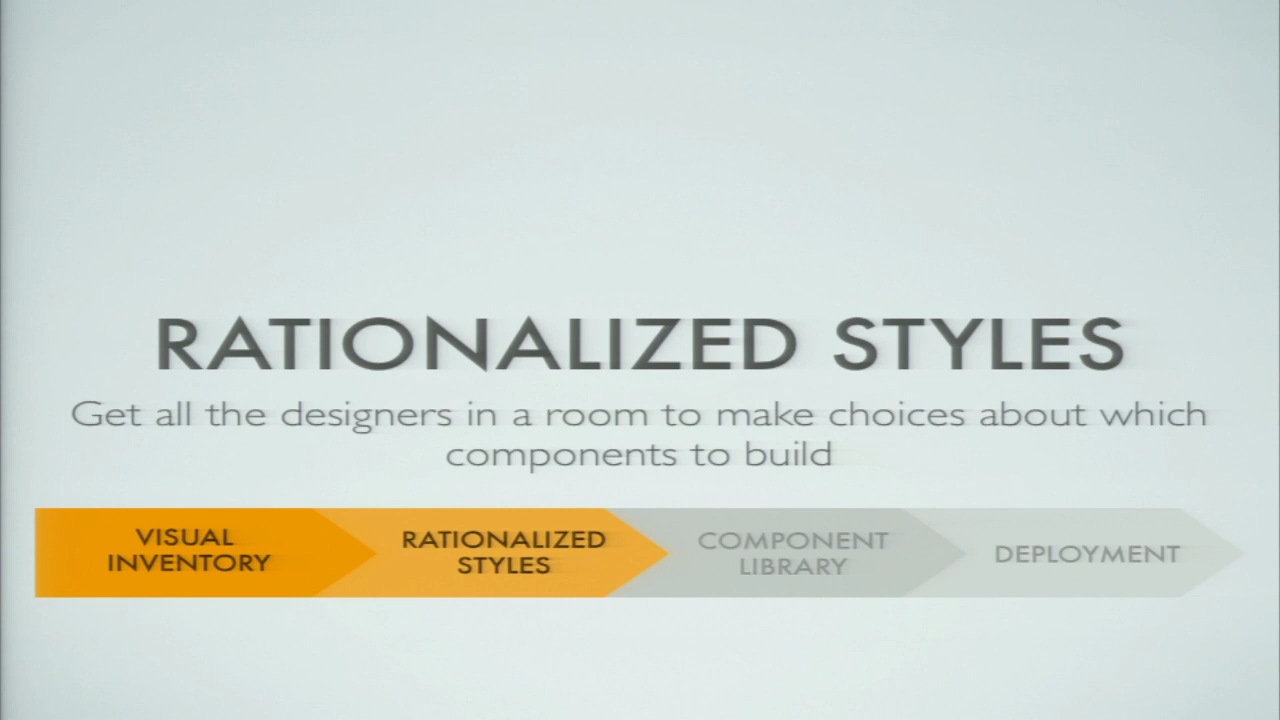 RATIONALIZED STYLES
Get all the designers in a room to make choices about which
components to build
VISUAL
INVENTORY
RATIONALIZED
STYLES
COMPONENT
LIBRARY
DEPLOYMENT